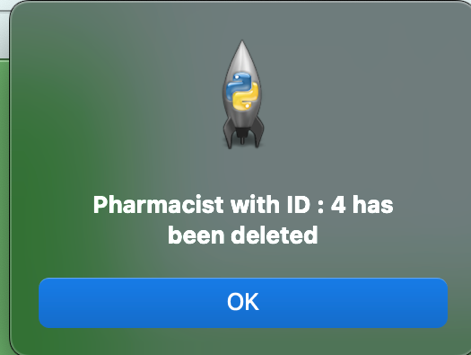 Pharmacist with ID : 4 has
been deleted
OK